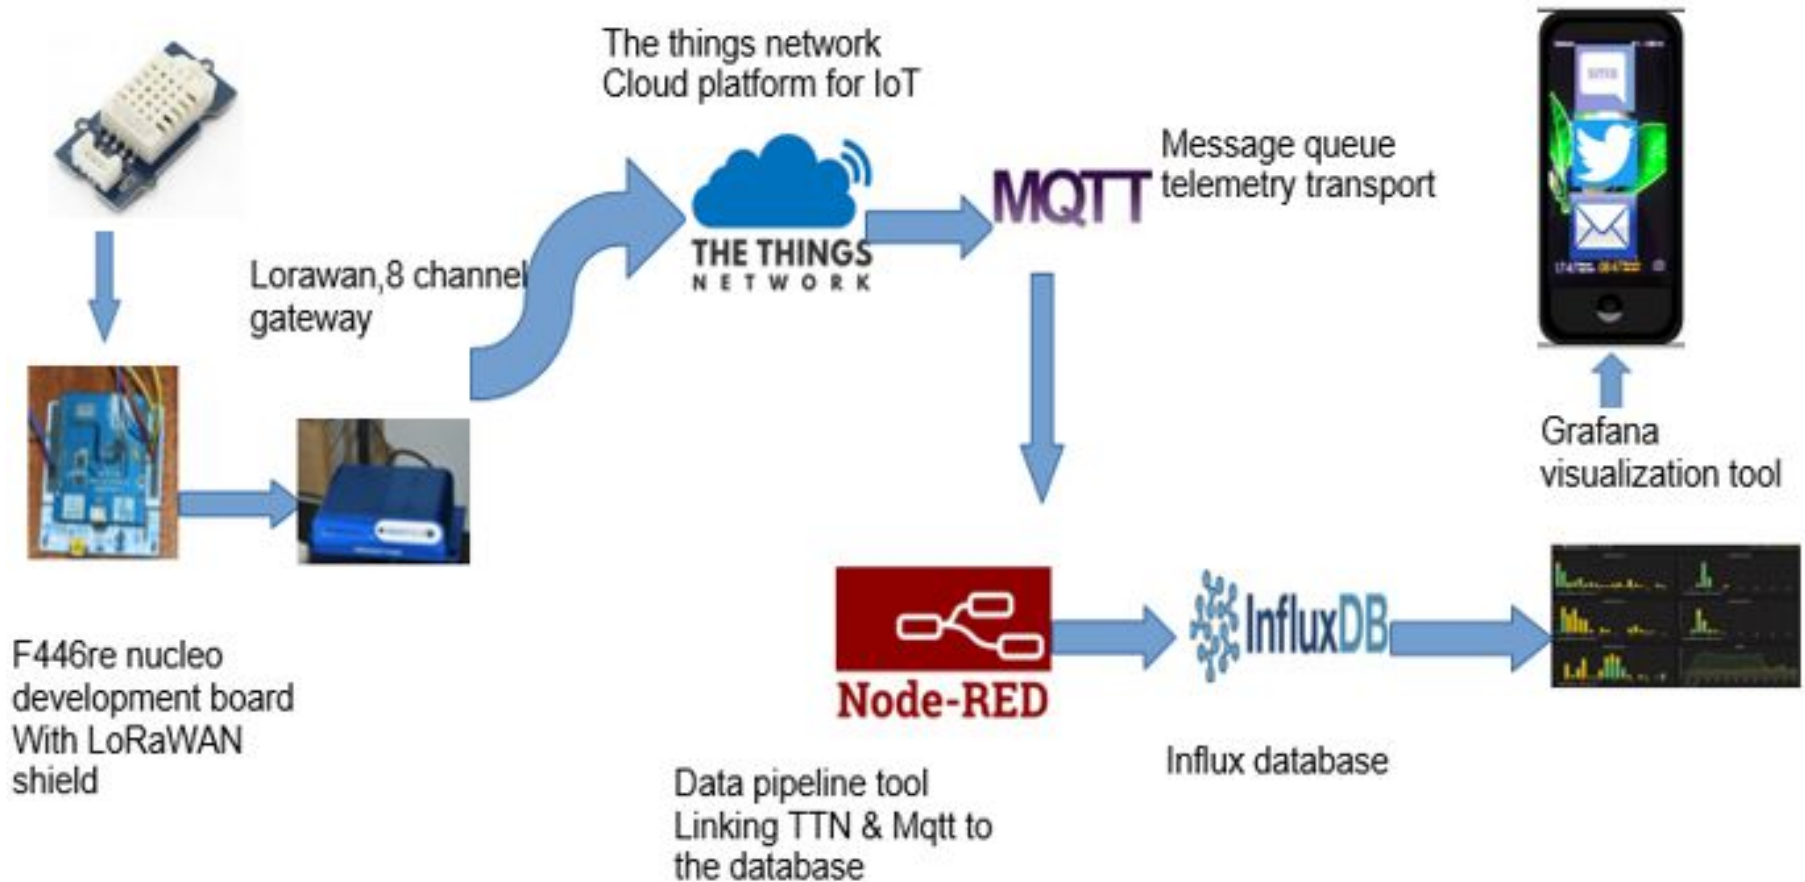 The things network
Cloud platform for IoT
THE THINGS
NETWORK
MQTT
Message queue
telemetry transport
sms
Lorawan,8 channel
gateway
Grafana
visualization tool
F446re nucleo
development board
With LoRaWAN
shield
Node-RED
InfluxDB
Influx database
Data pipeline tool
Linking TTN & Mqtt to
the database